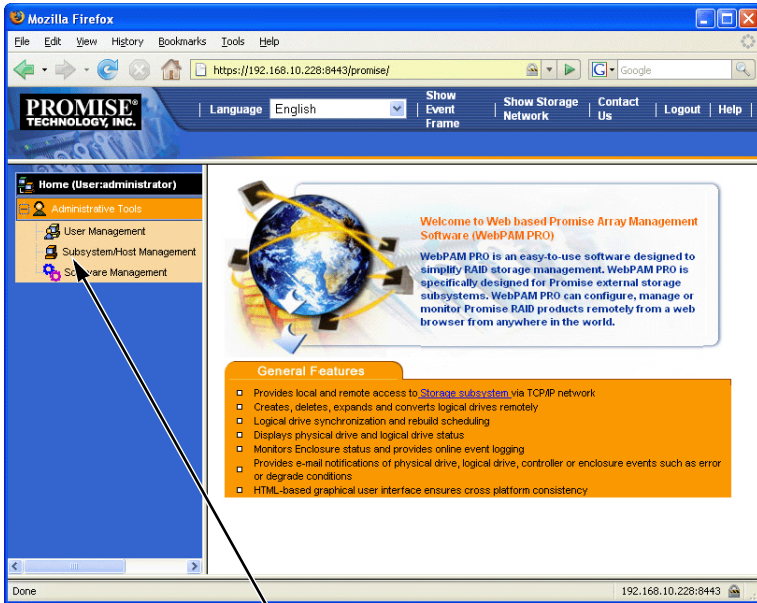 Mozilla Firefox
File Edit View History Bookmarks Tools Help
https://192.168.10.228:8443/promise/
Google
PROMISE®
TECHNOLOGY, INC.
Language English
Show Event Frame
Show Storage Network
Contact Us
Logout
Help
Home (User:administrator)
Administrative Tools
User Management
Subsystem/Host Management
Management
Welcome to Web based Promise Array Management
Software (WebPAM PRO)
WebPAM PRO is an easy-to-use software designed to
simplify RAID storage management. WebPAM PRO is
specifically designed for Promise external storage
subsystems. WebPAM PRO can configure, manage or
monitor Promise RAID products remotely from a web
browser from anywhere in the world.
General Features
Provides local and remote access to Storage subsystem via TCP/IP network
Creates, deletes, expands and converts logical drives remotely
Logical drive synchronization and rebuild scheduling
Displays physical drive and logical drive status
Monitors Enclosure status and provides online event logging
Provides e-mail notifications of physical drive, logical drive, controller or enclosure events such as error
or degrade conditions
HTML-based graphical user interface ensures cross platform consistency
Done
192.168.10.228:8443